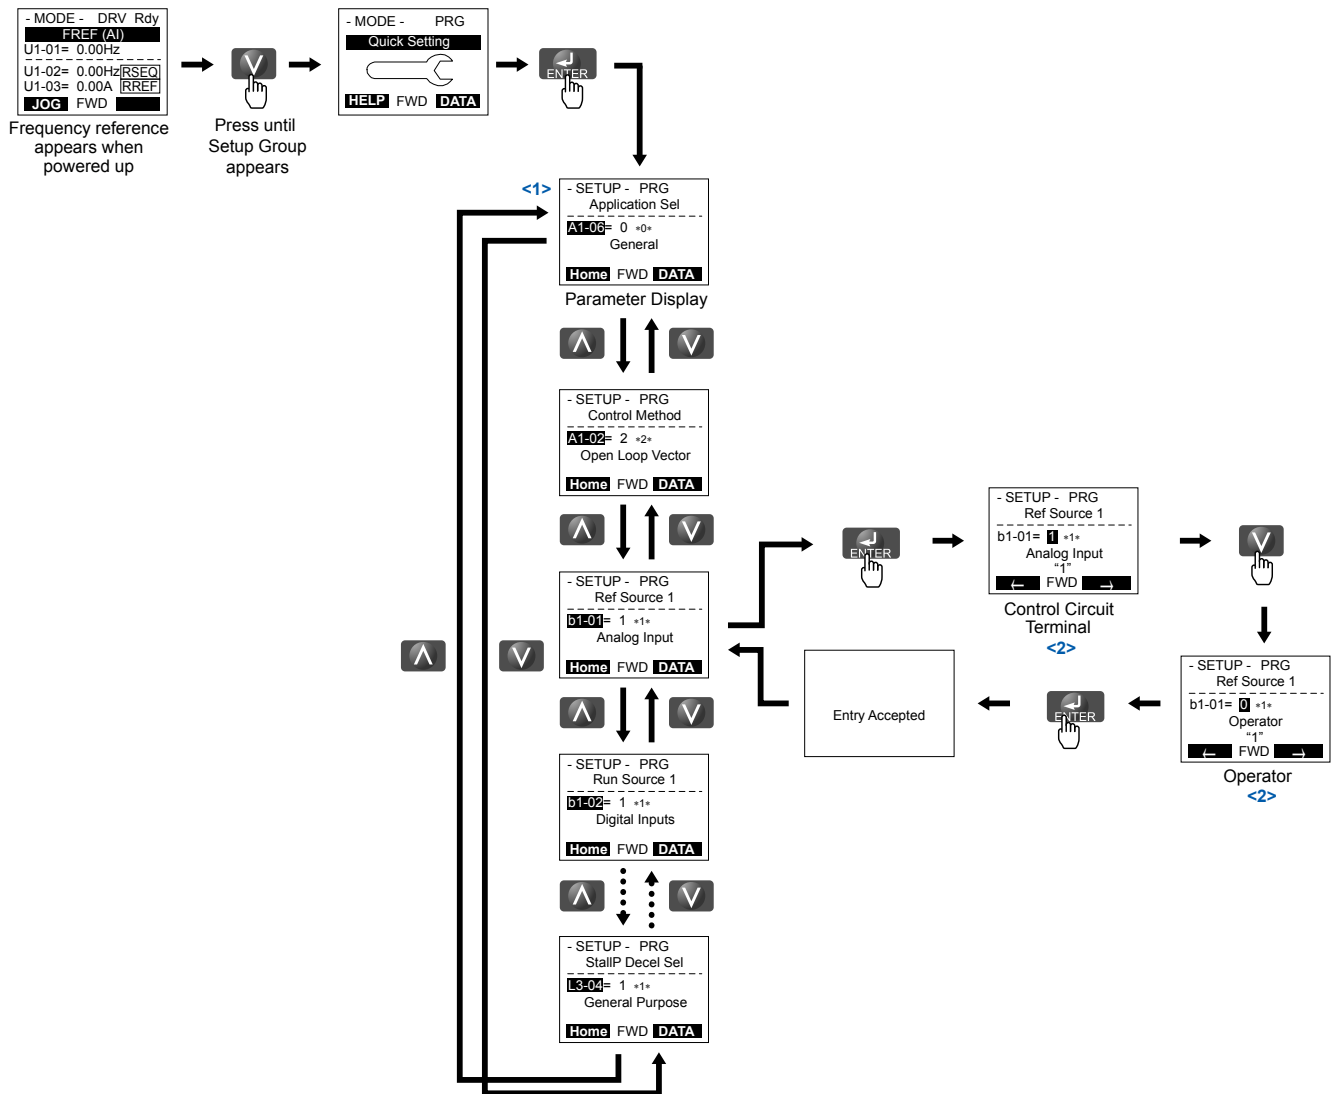 - MODE - DRV Rdy
FREF (AI)
U1-01= 0.00Hz
U1-02= 0.00Hz RSEQ
U1-03= 0.00A RREF
JOG FWD
Frequency reference
appears when
powered up
V
Press until
Setup Group
appears
- MODE - PRG
Quick Setting
HELP FWD DATA
ENTER
<1>
- SETUP - PRG
Application Sel
A1-06= 0 *0*
General
Home FWD DATA
Parameter Display
Λ V
- SETUP - PRG
Control Method
A1-02= 2 *2*
Open Loop Vector
Home FWD DATA
Λ V
- SETUP - PRG
Ref Source 1
b1-01= 1 *1*
Analog Input
Home FWD DATA
Λ V
Λ V
- SETUP - PRG
Run Source 1
b1-02= 1 *1*
Digital Inputs
Home FWD DATA
Λ V
- SETUP - PRG
StallP Decel Sel
L3-04= 1 *1*
General Purpose
Home FWD DATA
ENTER
- SETUP - PRG
Ref Source 1
b1-01= 1 *1*
Analog Input
“1”
← FWD →
Control Circuit
Terminal
<2>
V
- SETUP - PRG
Ref Source 1
b1-01= 0 *1*
Operator
“1”
← FWD →
Operator
<2>
ENTER
Entry Accepted